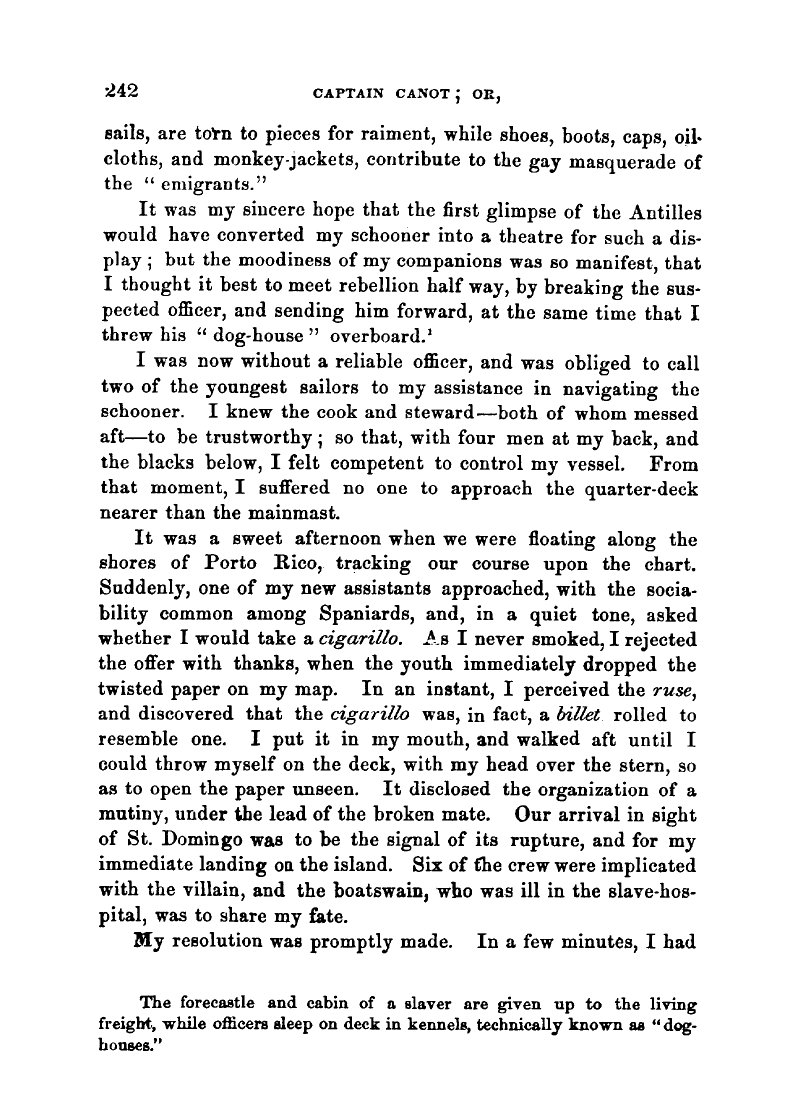 242 CAPTAIN CANOT; OR,
sails, are torn to pieces for raiment, while shoes, boots, caps, oil-
cloths, and monkey-jackets, contribute to the gay masquerade of
the “ emigrants.”
It was my sincere hope that the first glimpse of the Antilles
would have converted my schooner into a theatre for such a dis-
play ; but the moodiness of my companions was so manifest, that
I thought it best to meet rebellion half way, by breaking the sus-
pected officer, and sending him forward, at the same time that I
threw his “ dog-house ” overboard.¹
I was now without a reliable officer, and was obliged to call
two of the youngest sailors to my assistance in navigating the
schooner. I knew the cook and steward—both of whom messed
aft—to be trustworthy ; so that, with four men at my back, and
the blacks below, I felt competent to control my vessel. From
that moment, I suffered no one to approach the quarter-deck
nearer than the mainmast.
It was a sweet afternoon when we were floating along the
shores of Porto Rico, tracking our course upon the chart.
Suddenly, one of my new assistants approached, with the socia-
bility common among Spaniards, and, in a quiet tone, asked
whether I would take a cigarillo. As I never smoked, I rejected
the offer with thanks, when the youth immediately dropped the
twisted paper on my map. In an instant, I perceived the ruse,
and discovered that the cigarillo was, in fact, a billet rolled to
resemble one. I put it in my mouth, and walked aft until I
could throw myself on the deck, with my head over the stern, so
as to open the paper unseen. It disclosed the organization of a
mutiny, under the lead of the broken mate. Our arrival in sight
of St. Domingo was to be the signal of its rupture, and for my
immediate landing on the island. Six of the crew were implicated
with the villain, and the boatswain, who was ill in the slave-hos-
pital, was to share my fate.
My resolution was promptly made. In a few minutes, I had
The forecastle and cabin of a slaver are given up to the living
freight, while officers sleep on deck in kennels, technically known as “dog-
houses.”